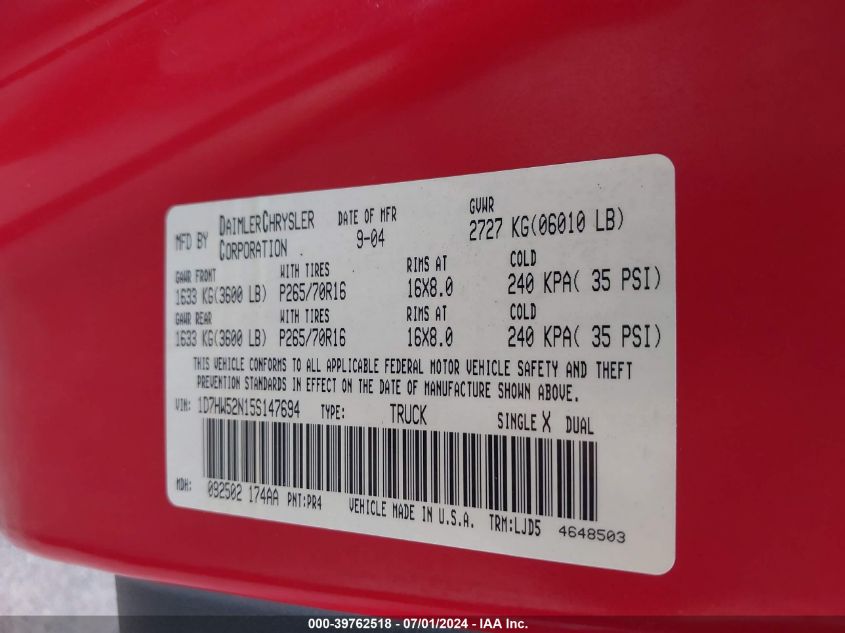 MFD BY DAIMLERCHRYSLER CORPORATION
DATE OF MFR 9-04
GVWR 2727 KG(06010 LB)
GAWR FRONT WITH TIRES RIMS AT COLD
1633 KG(3600 LB) P265/70R16 16X8.0 240 KPA( 35 PSI)
GAWR REAR WITH TIRES RIMS AT COLD
1633 KG(3600 LB) P265/70R16 16X8.0 240 KPA( 35 PSI)
THIS VEHICLE CONFORMS TO ALL APPLICABLE FEDERAL MOTOR VEHICLE SAFETY AND THEFT
PREVENTION STANDARDS IN EFFECT ON THE DATE OF MANUFACTURE SHOWN ABOVE.
VIN: 1D7HW52N15S147694 TYPE: TRUCK SINGLE X DUAL
MDH: 092502 174AA PNT:PR4 VEHICLE MADE IN U.S.A. TRM:LJD5 4648503
000-39762518 - 07/01/2024 - IAA Inc.